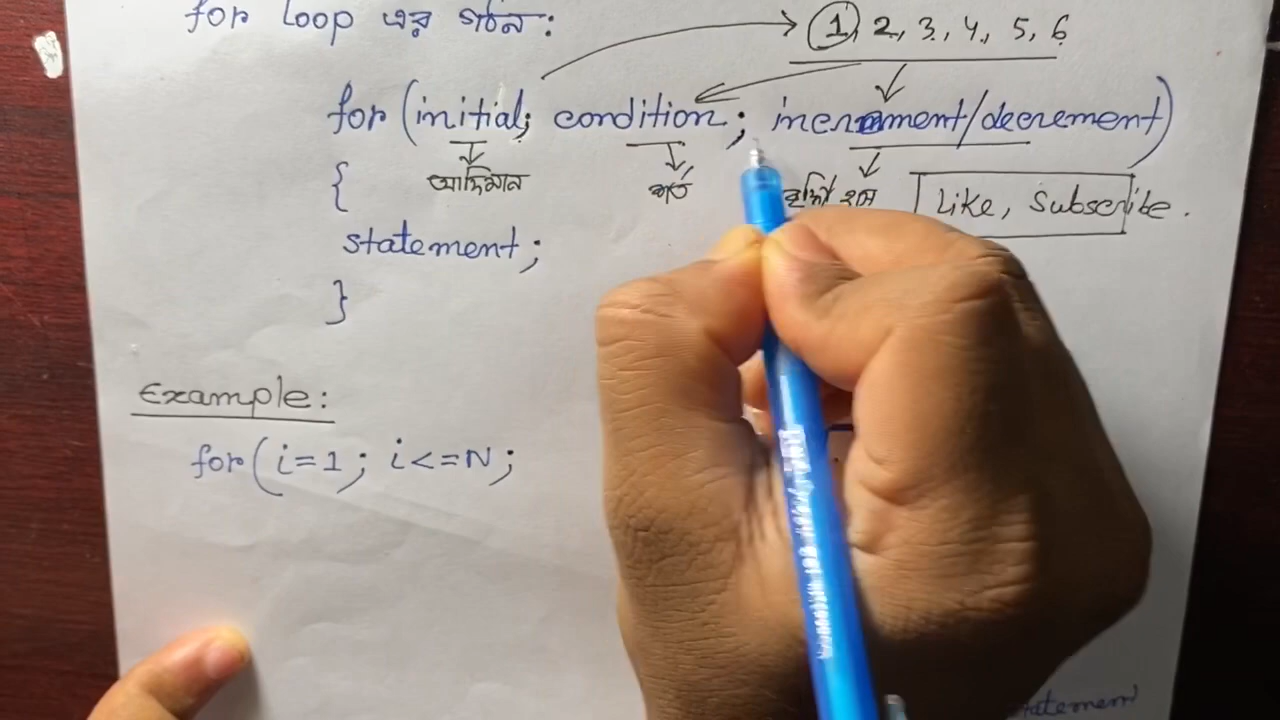 for Loop এর গঠন:
1, 2, 3, 4, 5, 6
for (initial; condition; increment/decrement)
{ আদিমান শর্ত বৃদ্ধি/হ্রাস Like, Subscribe.
statement;
}
Example:
for(i=1; i<=N;
statement